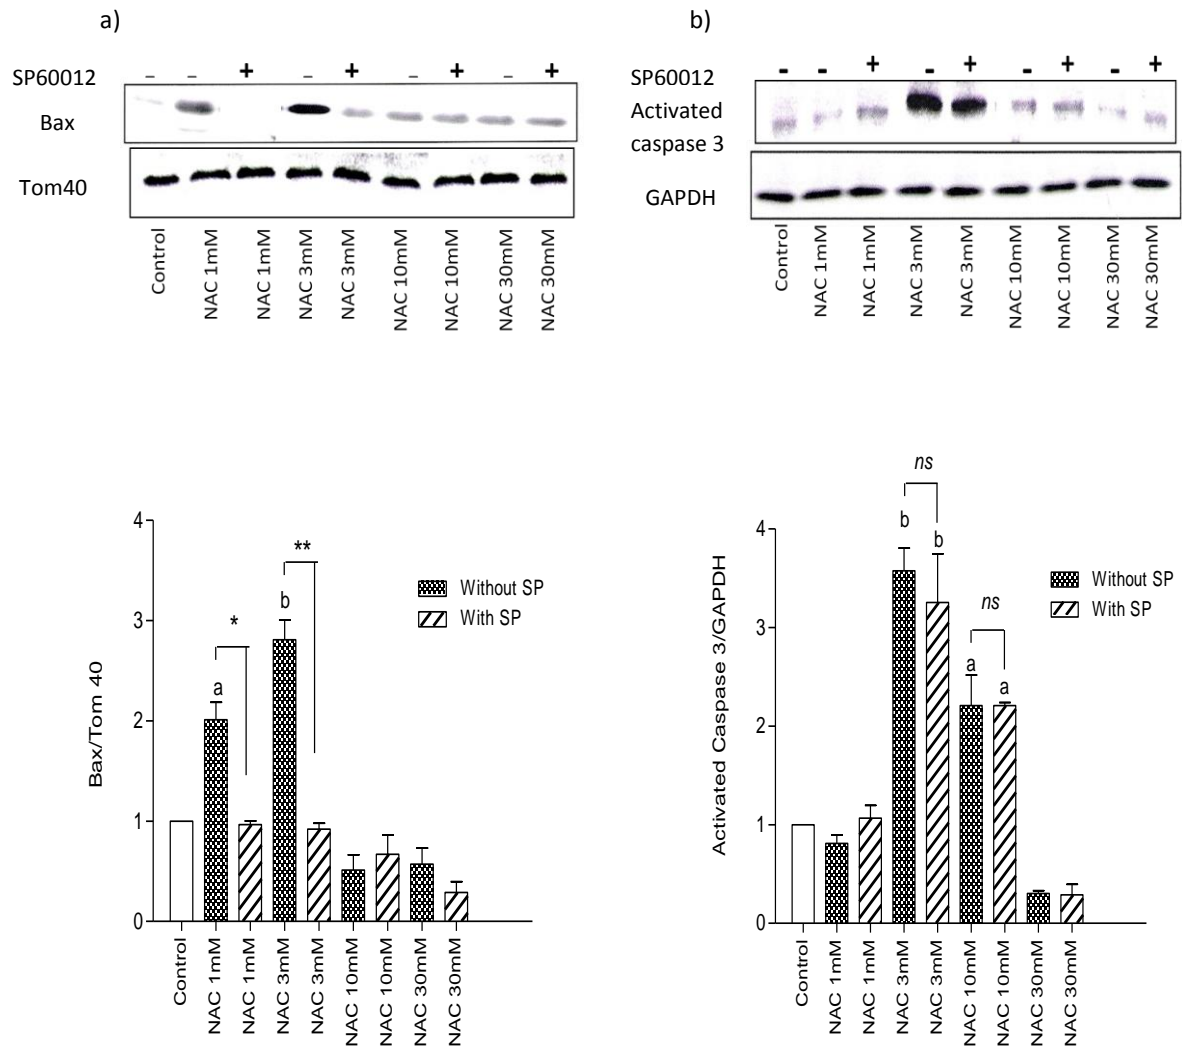 a)
SP60012 – – + – + – + – +
Bax
Tom40
Control NAC 1mM NAC 1mM NAC 3mM NAC 3mM NAC 10mM NAC 10mM NAC 30mM NAC 30mM
b)
SP60012 - - + - + - + - +
Activated
caspase 3
GAPDH
Control NAC 1mM NAC 1mM NAC 3mM NAC 3mM NAC 10mM NAC 10mM NAC 30mM NAC 30mM
Bax/Tom 40
4
3
2
1
0
a
*
b
**
Without SP
With SP
Control NAC 1mM NAC 1mM NAC 3mM NAC 3mM NAC 10mM NAC 10mM NAC 30mM NAC 30mM
Activated Caspase 3/GAPDH
4
3
2
1
0
ns
b
b
ns
a
a
Without SP
With SP
Control NAC 1mM NAC 1mM NAC 3mM NAC 3mM NAC 10mM NAC 10mM NAC 30mM NAC 30mM